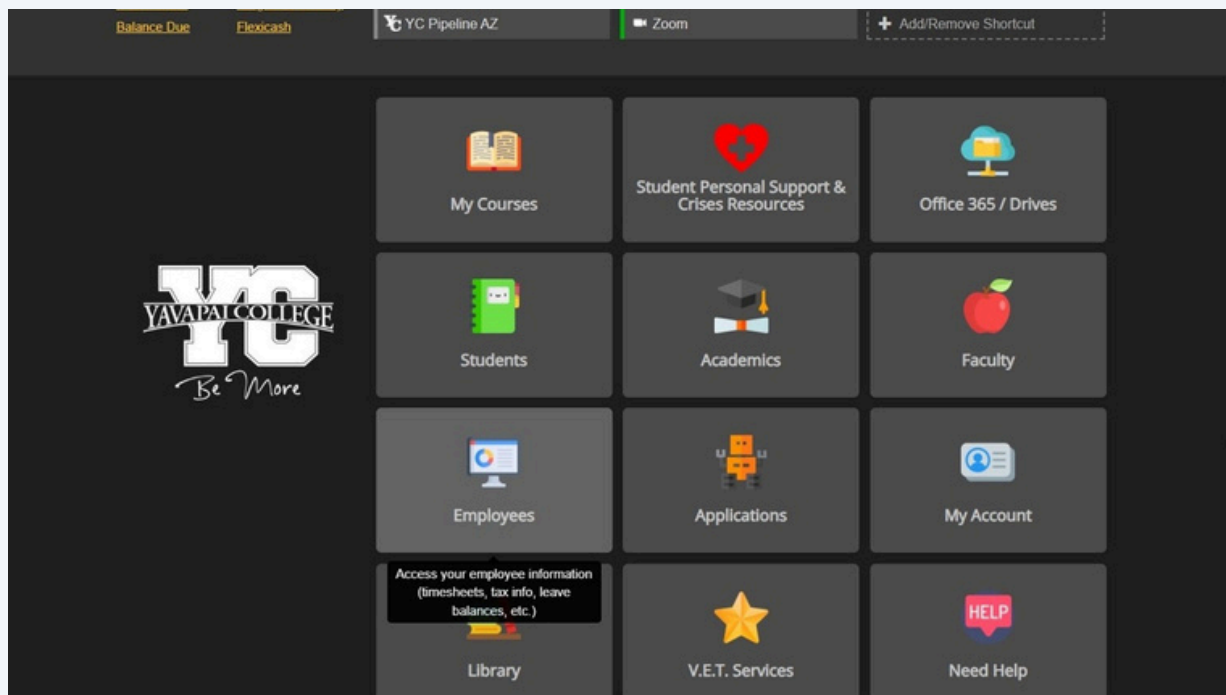 Balance Due
Flexicash
YC Pipeline AZ
Zoom
Add/Remove Shortcut
My Courses
Student Personal Support &
Crises Resources
Office 365 / Drives
YC
YAVAPAI COLLEGE
Be More
Students
Academics
Faculty
Employees
Applications
My Account
Access your employee information
(timesheets, tax info, leave
balances, etc.)
HELP
Library
V.E.T. Services
Need Help